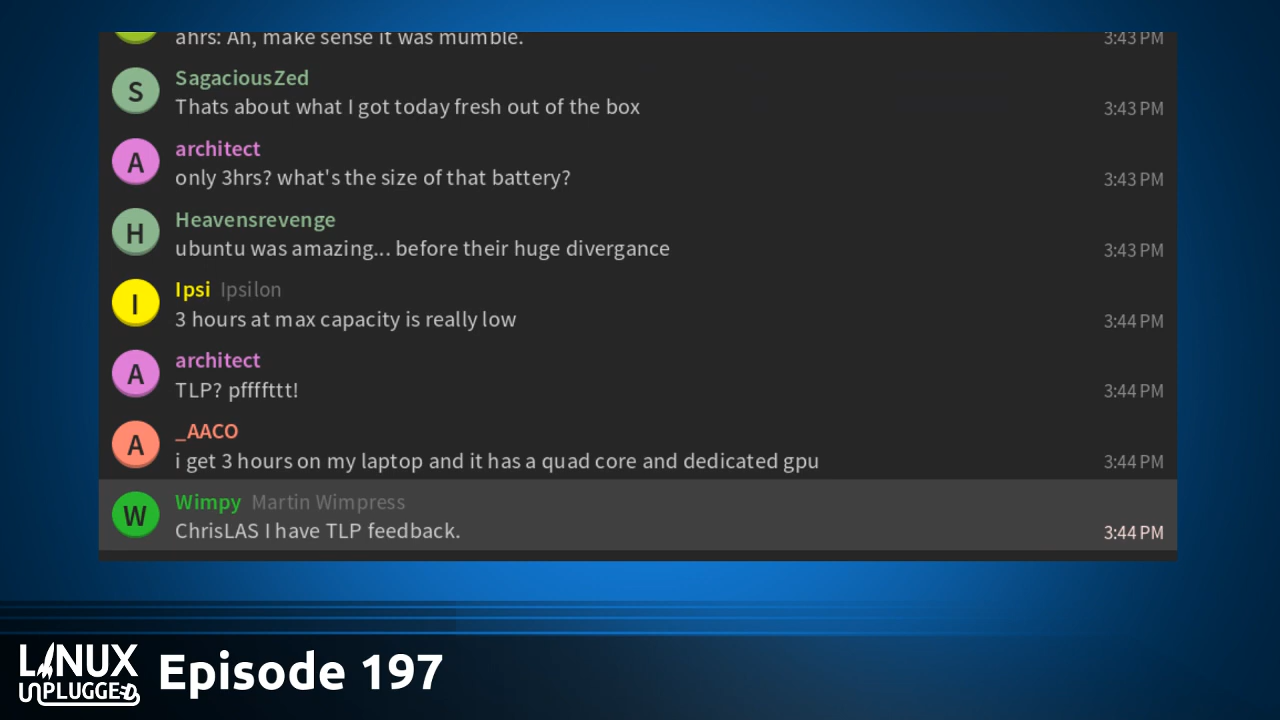 ahrs: Ah, make sense it was mumble.
3:43 PM
S
SagaciousZed
Thats about what I got today fresh out of the box
3:43 PM
A
architect
only 3hrs? what's the size of that battery?
3:43 PM
H
Heavensrevenge
ubuntu was amazing... before their huge divergance
3:43 PM
I
Ipsi Ipsilon
3 hours at max capacity is really low
3:44 PM
A
architect
TLP? pffffttt!
3:44 PM
A
_AACO
i get 3 hours on my laptop and it has a quad core and dedicated gpu
3:44 PM
W
Wimpy Martin Wimpress
ChrisLAS I have TLP feedback.
3:44 PM
LINUX
UNPLUGGED
Episode 197